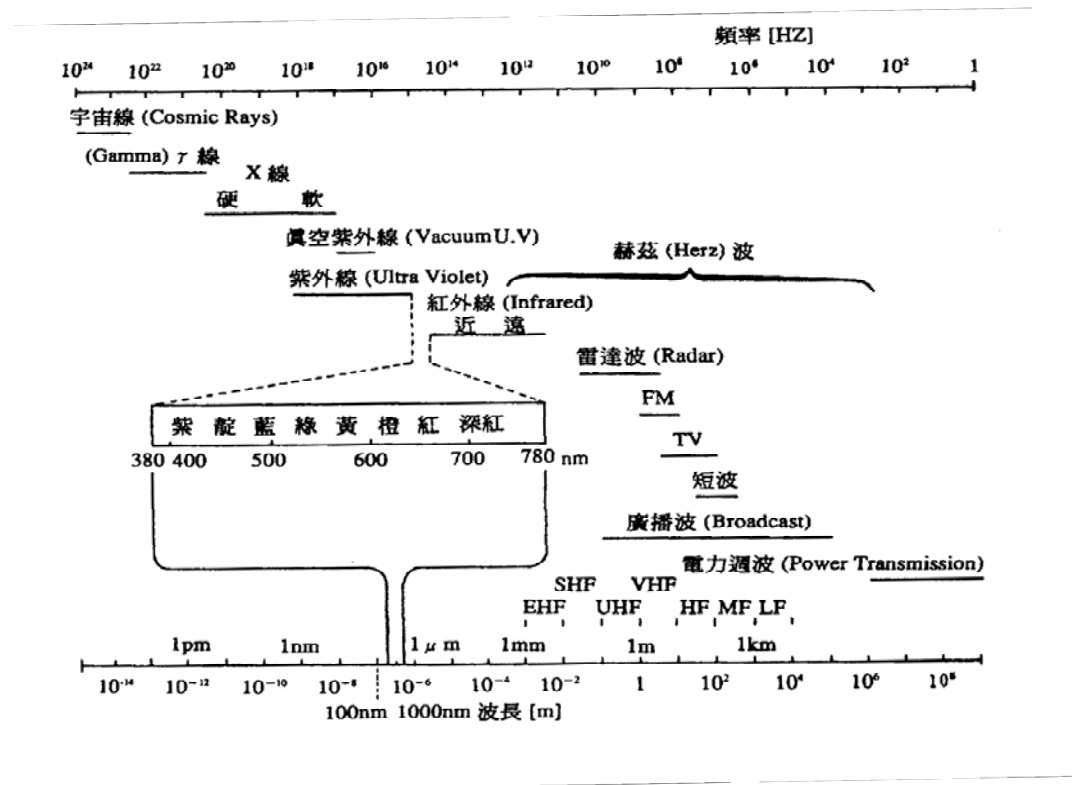 頻率 [HZ]
10²⁴ 10²² 10²⁰ 10¹⁸ 10¹⁶ 10¹⁴ 10¹² 10¹⁰ 10⁸ 10⁶ 10⁴ 10² 1
宇宙線 (Cosmic Rays)
(Gamma) γ 線
X 線
硬 軟
眞空紫外線 (Vacuum U.V)
赫茲 (Herz) 波
紫外線 (Ultra Violet)
紅外線 (Infrared)
近 遠
雷達波 (Radar)
FM
紫 靛 藍 綠 黃 橙 紅 深紅
TV
380 400 500 600 700 780 nm
短波
廣播波 (Broadcast)
電力週波 (Power Transmission)
SHF VHF
EHF UHF HF MF LF
1pm 1nm 1μm 1mm 1m 1km
10⁻¹⁴ 10⁻¹² 10⁻¹⁰ 10⁻⁸ 10⁻⁶ 10⁻⁴ 10⁻² 1 10² 10⁴ 10⁶ 10⁸
100nm 1000nm 波長 [m]